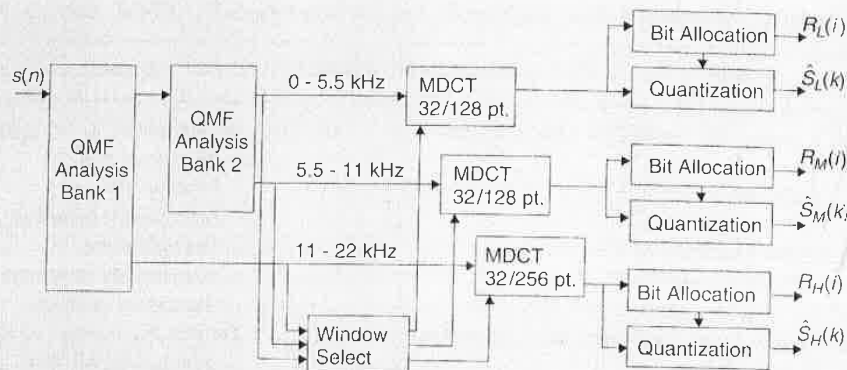 s(n)
QMF
Analysis
Bank 1
QMF
Analysis
Bank 2
0 - 5.5 kHz
5.5 - 11 kHz
11 - 22 kHz
MDCT
32/128 pt.
MDCT
32/128 pt.
MDCT
32/256 pt.
Window
Select
Bit Allocation
R_L(i)
Quantization
Ŝ_L(k)
Bit Allocation
R_M(i)
Quantization
Ŝ_M(k)
Bit Allocation
R_H(i)
Quantization
Ŝ_H(k)